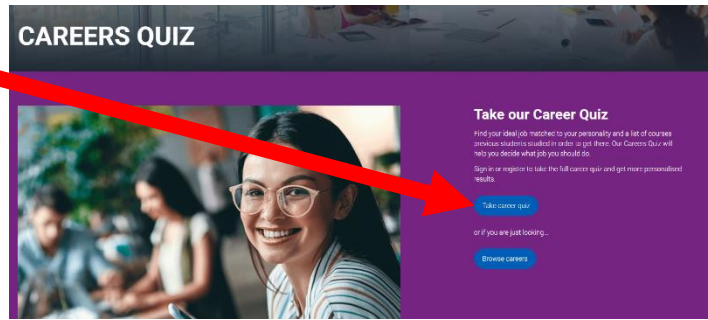 CAREERS QUIZ
Take our Career Quiz
Find your ideal job matched to your personality and a list of courses
previous students studied in order to get there. Our Careers Quiz will
help you decide what job you should do.
Sign in or register to take the full career quiz and get more personalised
results.
Take career quiz
or if you are just looking...
Browse careers